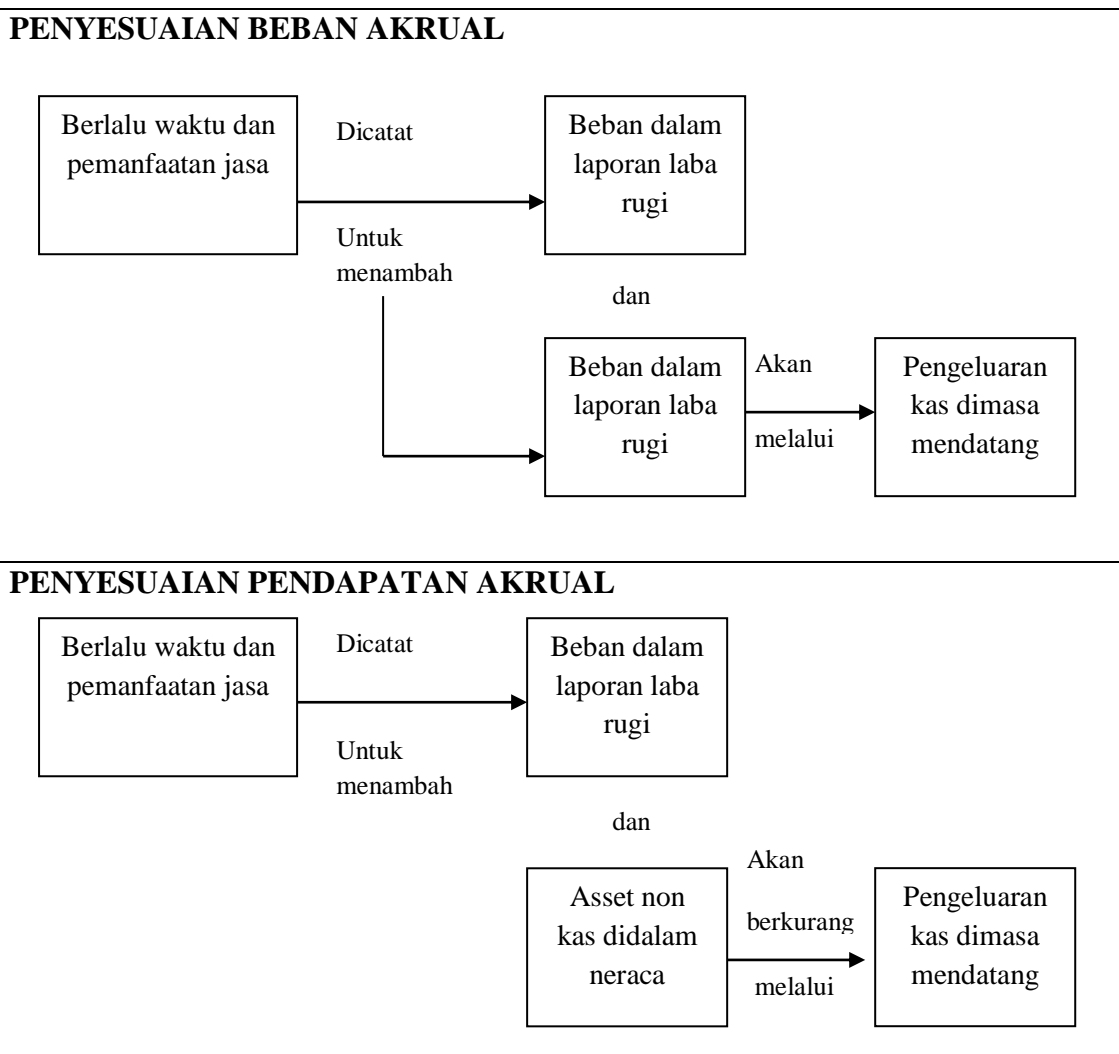 PENYESUAIAN BEBAN AKRUAL
Berlalu waktu dan
pemanfaatan jasa
Dicatat
Untuk
menambah
Beban dalam
laporan laba
rugi
dan
Beban dalam
laporan laba
rugi
Akan
melalui
Pengeluaran
kas dimasa
mendatang
PENYESUAIAN PENDAPATAN AKRUAL
Berlalu waktu dan
pemanfaatan jasa
Dicatat
Untuk
menambah
Beban dalam
laporan laba
rugi
dan
Asset non
kas didalam
neraca
Akan
berkurang
melalui
Pengeluaran
kas dimasa
mendatang